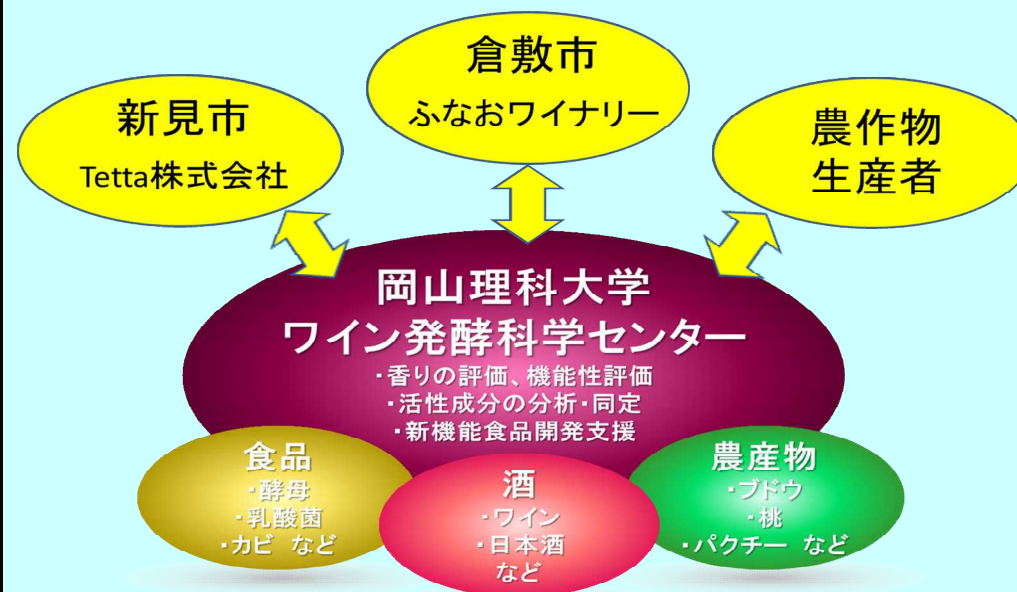 倉敷市
ふなおワイナリー
新見市
Tetta株式会社
農作物
生産者
岡山理科大学
ワイン発酵科学センター
・香りの評価、機能性評価
・活性成分の分析・同定
・新機能食品開発支援
食品
・酵母
・乳酸菌
・カビ など
酒
・ワイン
・日本酒
など
農産物
・ブドウ
・桃
・パクチー など